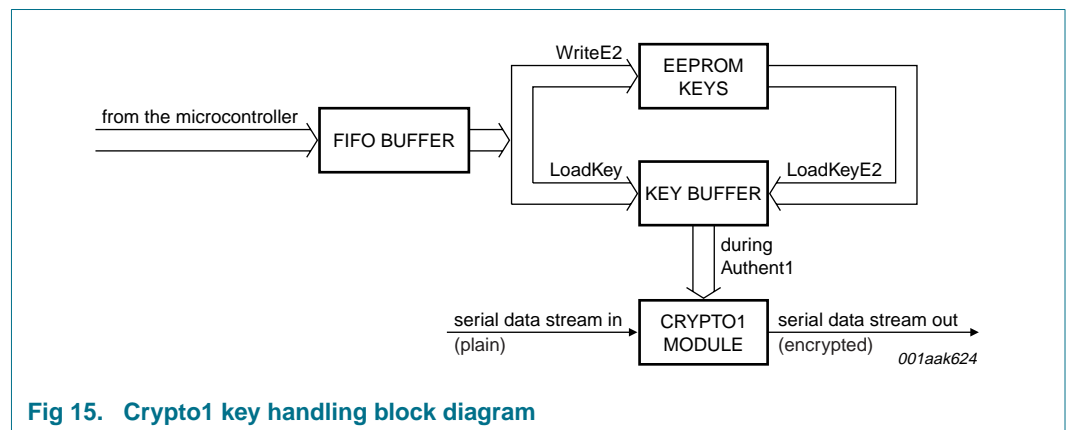 WriteE2
EEPROM
KEYS
from the microcontroller
FIFO BUFFER
LoadKey
LoadKeyE2
KEY BUFFER
during
Authent1
serial data stream in
(plain)
CRYPTO1
MODULE
serial data stream out
(encrypted)
001aak624
Fig 15. Crypto1 key handling block diagram